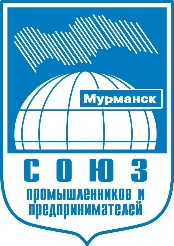 Мурманск
СОЮЗ
промышленников и
предпринимателей